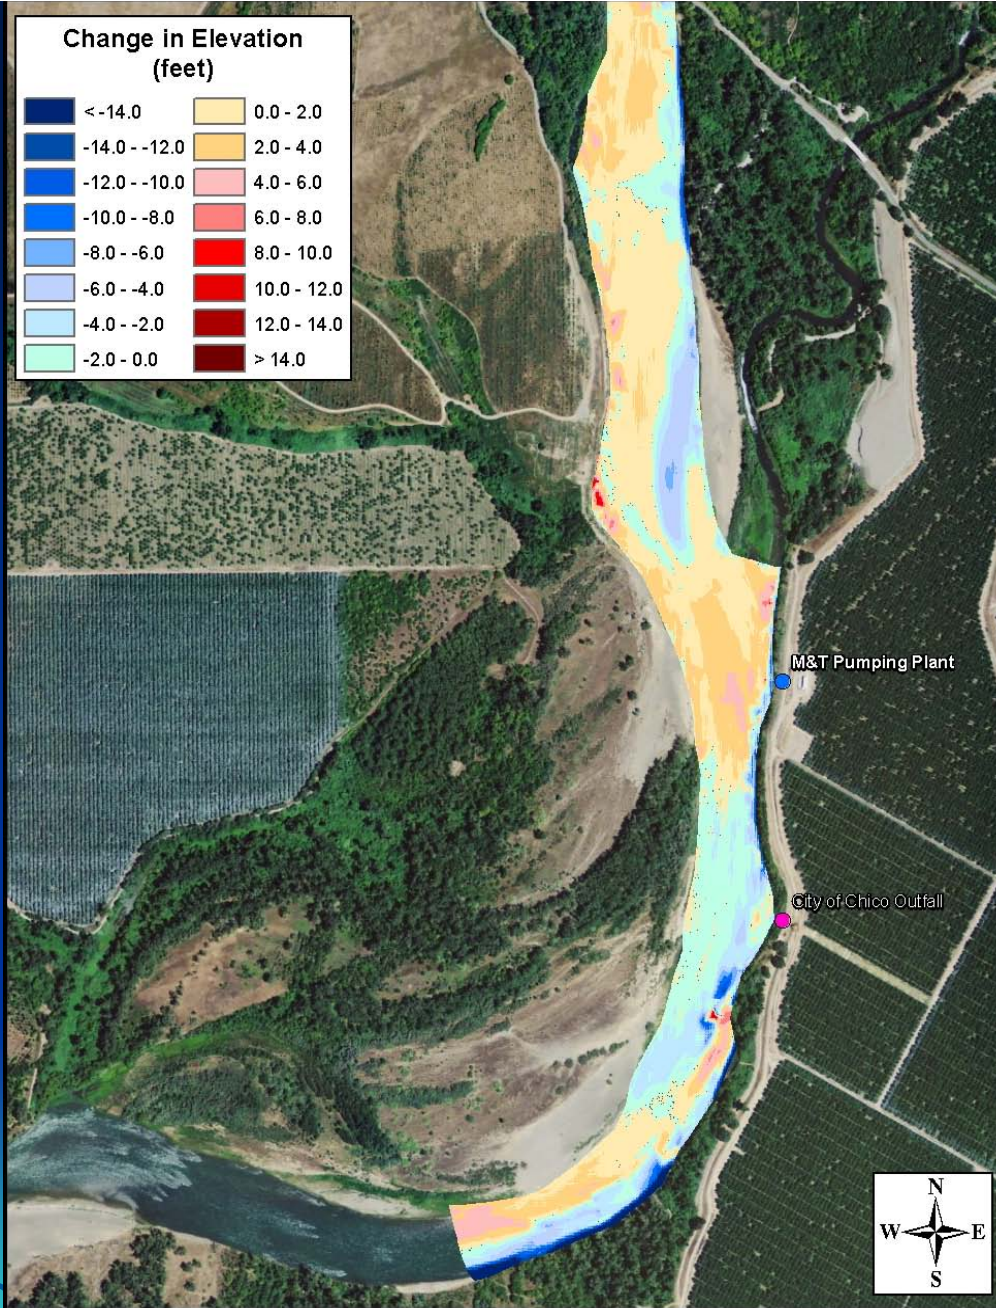 Change in Elevation
(feet)
< -14.0
-14.0 - -12.0
-12.0 - -10.0
-10.0 - -8.0
-8.0 - -6.0
-6.0 - -4.0
-4.0 - -2.0
-2.0 - 0.0
0.0 - 2.0
2.0 - 4.0
4.0 - 6.0
6.0 - 8.0
8.0 - 10.0
10.0 - 12.0
12.0 - 14.0
> 14.0
M&T Pumping Plant
City of Chico Outfall
N
W E
S